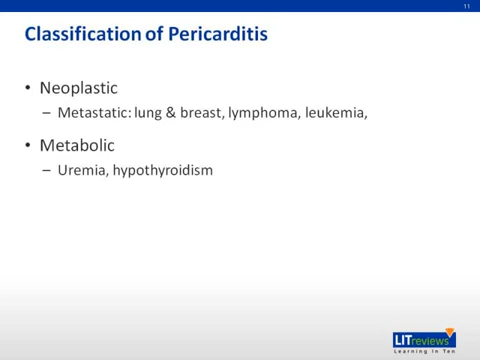 11
Classification of Pericarditis
• Neoplastic
– Metastatic: lung & breast, lymphoma, leukemia,
• Metabolic
– Uremia, hypothyroidism
LITreviews
Learning In Ten